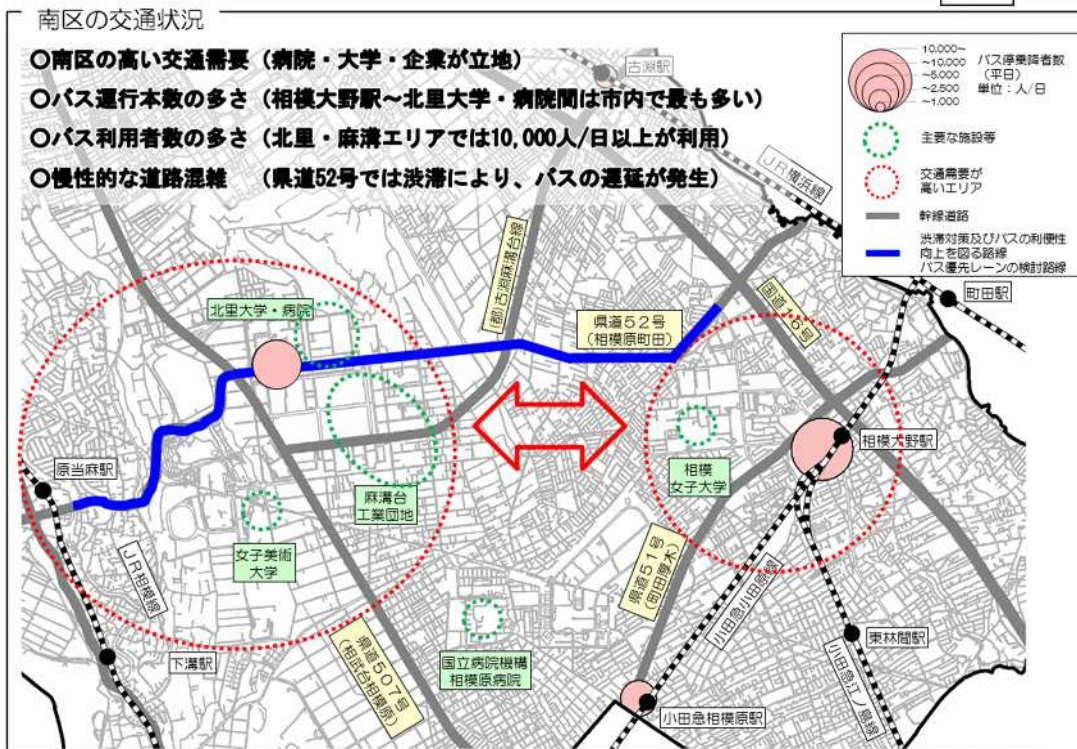 南区の交通状況
〇南区の高い交通需要（病院・大学・企業が立地）
〇バス運行本数の多さ（相模大野駅～北里大学・病院間は市内で最も多い）
〇バス利用者数の多さ（北里・麻溝エリアでは10,000人/日以上が利用）
〇慢性的な道路混雑　（県道52号では渋滞により、バスの遅延が発生）
10,000~
~10,000
~5,000
~2,500
~1,000
バス停乗降者数
（平日）
単位：人/日
主要な施設等
交通需要が
高いエリア
幹線道路
渋滞対策及びバスの利便性
向上を図る路線
バス優先レーンの検討路線
古淵駅
JR横浜線
町田駅
国道16号
(都)古淵麻溝台線
県道52号
（相模原町田）
北里大学・病院
相模大野駅
相模
女子大学
原当麻駅
麻溝台
工業団地
女子美術
大学
JR相模線
県道51号
（町田厚木）
小田急小田原線
東林間駅
下溝駅
県道507号
（相武台相模原）
国立病院機構
相模原病院
小田急相模原駅
小田急江ノ島線